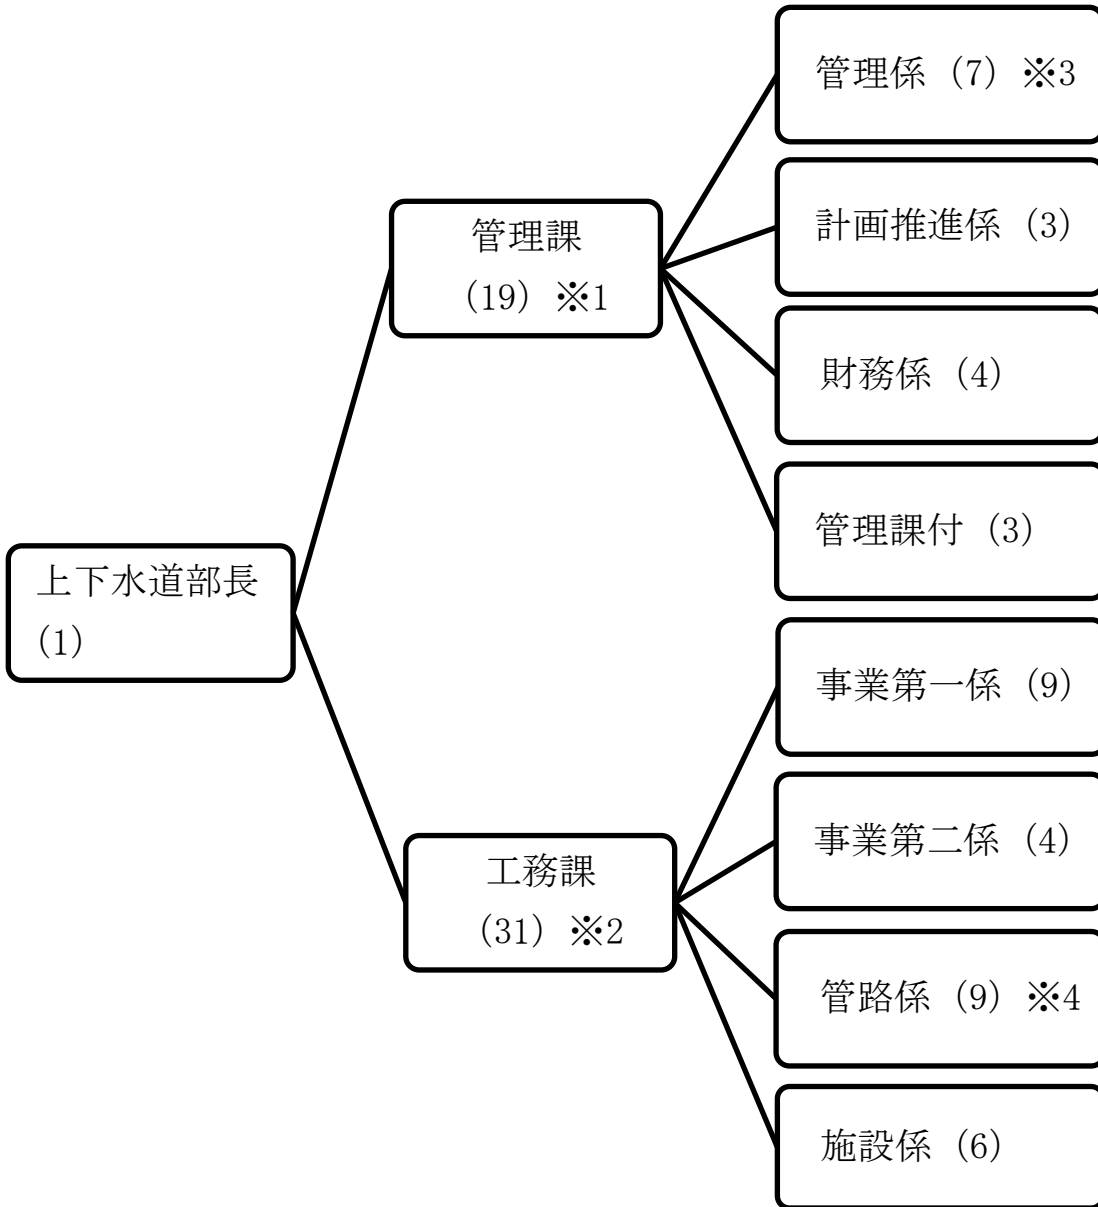 上下水道部長
(1)
管理課
(19) ※1
管理係 (7) ※3
計画推進係 (3)
財務係 (4)
管理課付 (3)
工務課
(31) ※2
事業第一係 (9)
事業第二係 (4)
管路係 (9) ※4
施設係 (6)